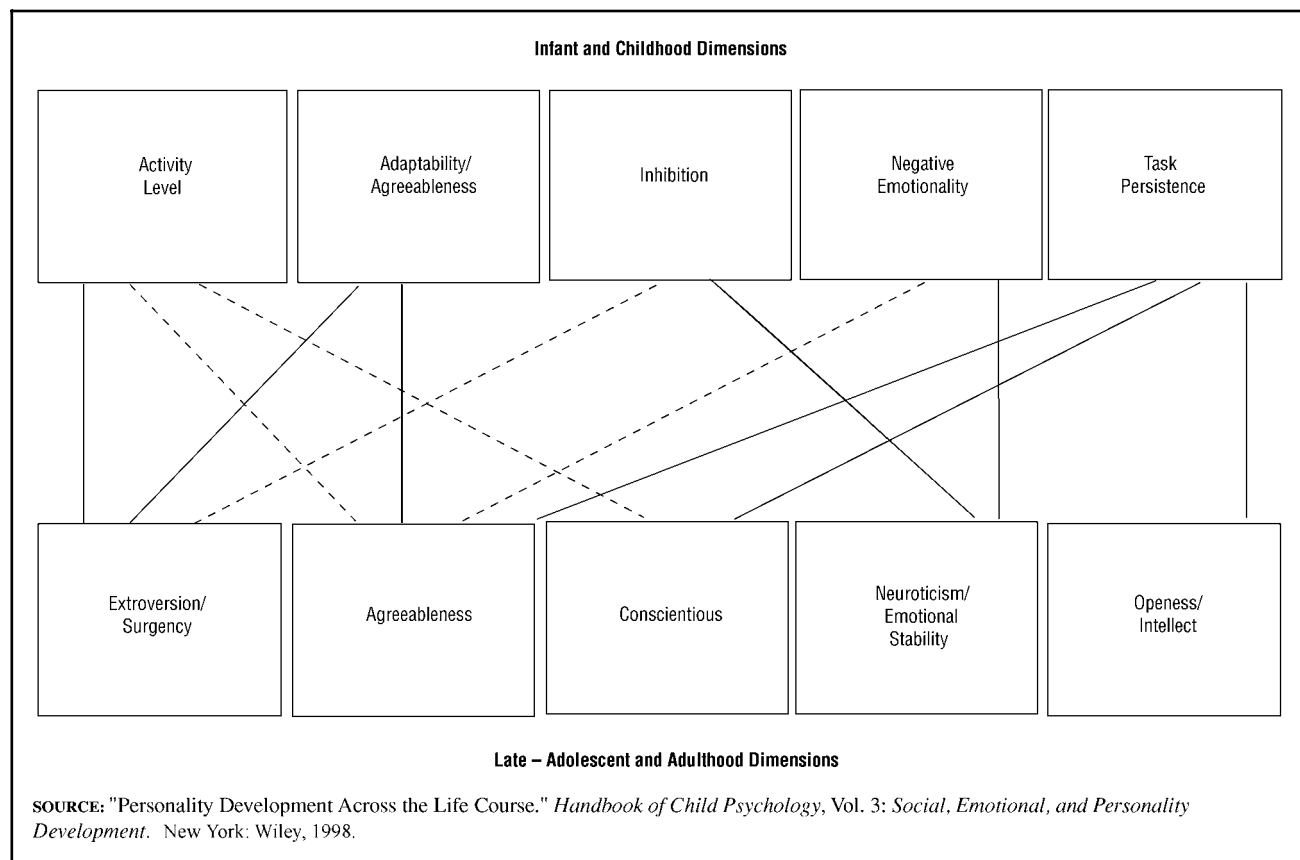 Infant and Childhood Dimensions
Activity
Level
Adaptability/
Agreeableness
Inhibition
Negative
Emotionality
Task
Persistence
Extroversion/
Surgency
Agreeableness
Conscientious
Neuroticism/
Emotional
Stability
Openess/
Intellect
Late – Adolescent and Adulthood Dimensions
SOURCE: "Personality Development Across the Life Course." Handbook of Child Psychology, Vol. 3: Social, Emotional, and Personality
Development. New York: Wiley, 1998.